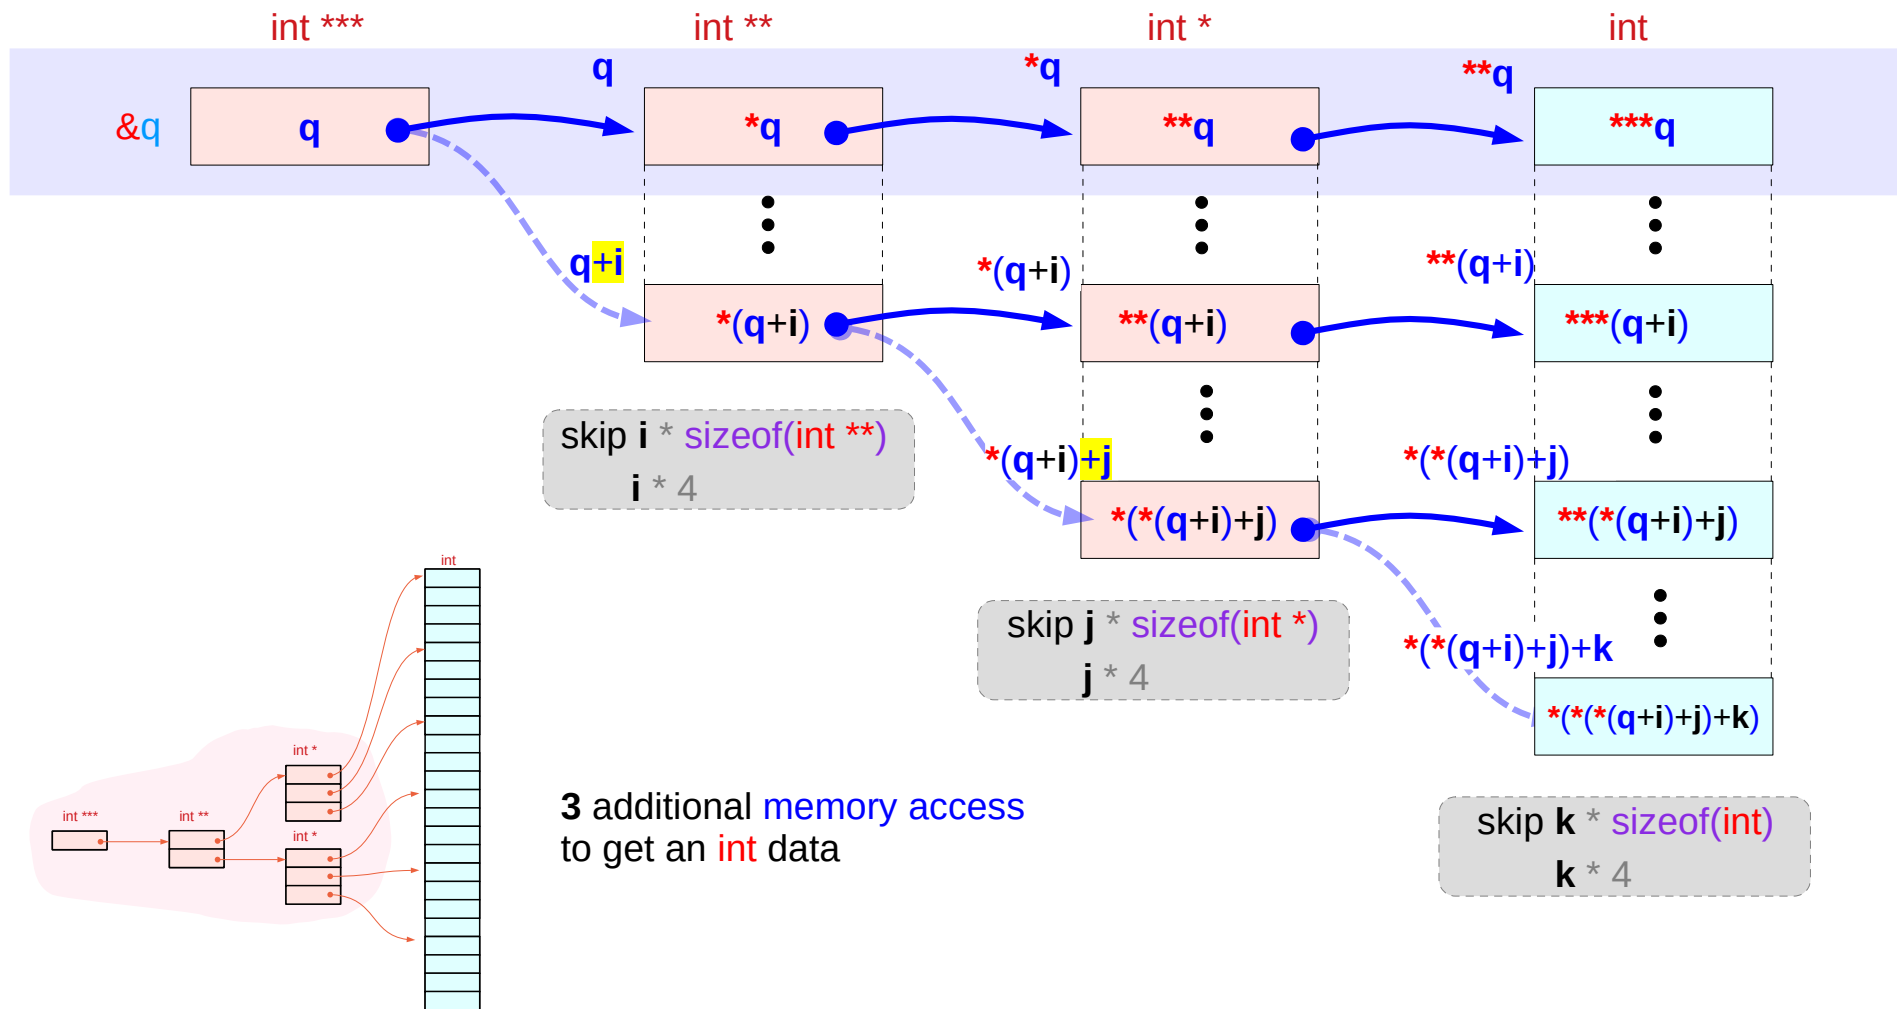 int *** int ** int * int
q *q **q
&q q *q **q ***q
q+i *(q+i) **(q+i)
*(q+i) **(q+i) ***(q+i)
skip i * sizeof(int **)
i * 4
*(q+i)+j *(*(q+i)+j)
*(*(q+i)+j) **(*(q+i)+j)
skip j * sizeof(int *)
j * 4
*(*(q+i)+j)+k
*(*(*(q+i)+j)+k)
skip k * sizeof(int)
k * 4
int
int *
int *** int **
int *
3 additional memory access
to get an int data